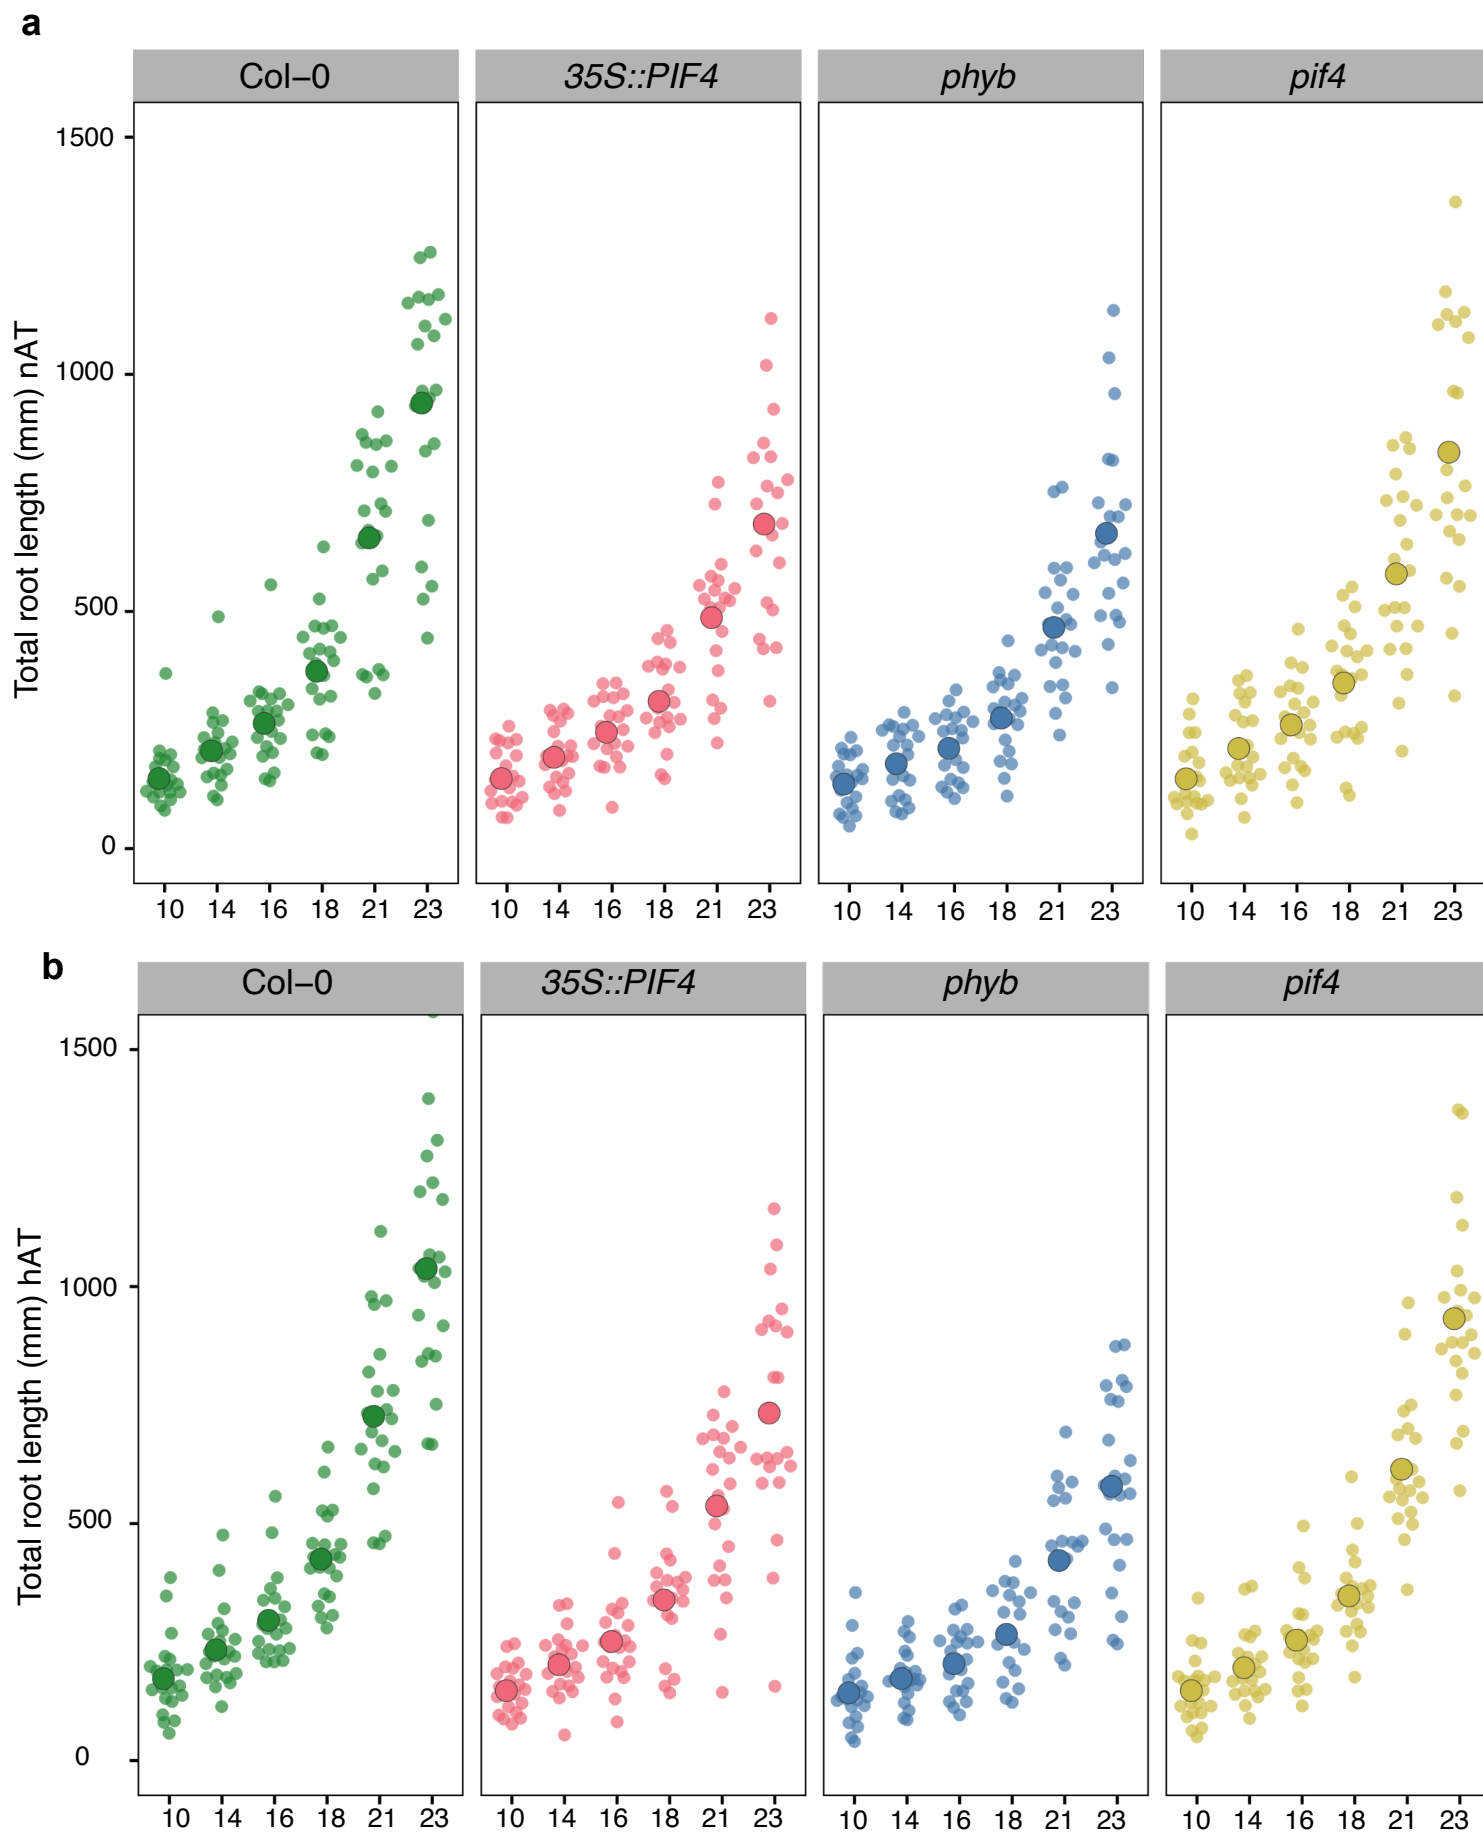 a
Col–0 35S::PIF4 phyb pif4
Total root length (mm) nAT
1500
1000
500
0
10 14 16 18 21 23 10 14 16 18 21 23 10 14 16 18 21 23 10 14 16 18 21 23
b
Col–0 35S::PIF4 phyb pif4
Total root length (mm) hAT
1500
1000
500
0
10 14 16 18 21 23 10 14 16 18 21 23 10 14 16 18 21 23 10 14 16 18 21 23